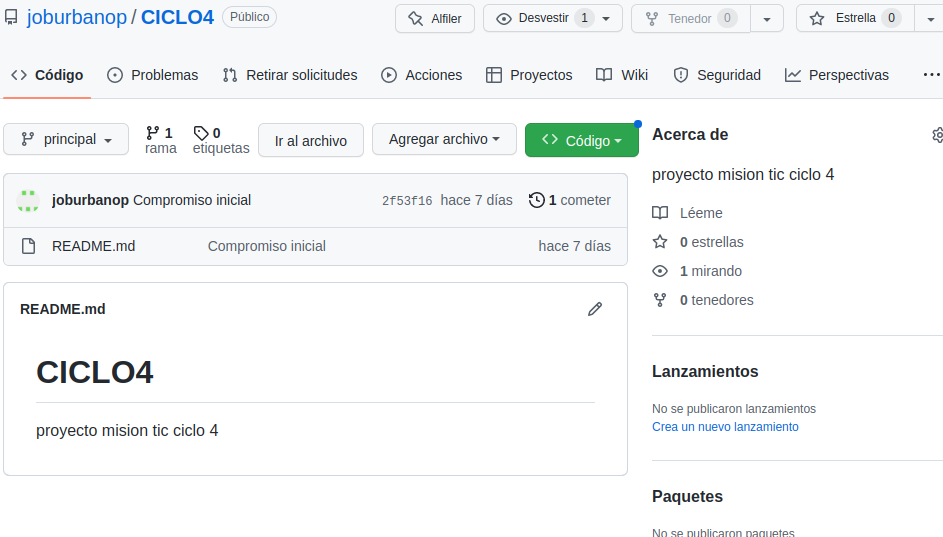 joburbanop / CICLO4 Público Alfiler Desvestir 1 Tenedor 0 Estrella 0
Código Problemas Retirar solicitudes Acciones Proyectos Wiki Seguridad Perspectivas
principal 1 rama 0 etiquetas Ir al archivo Agregar archivo Código
joburbanop Compromiso inicial 2f53f16 hace 7 días 1 cometer
README.md Compromiso inicial hace 7 días
README.md
CICLO4
proyecto mision tic ciclo 4
Acerca de
proyecto mision tic ciclo 4
Léeme
0 estrellas
1 mirando
0 tenedores
Lanzamientos
No se publicaron lanzamientos
Crea un nuevo lanzamiento
Paquetes
No se publicaron paquetes